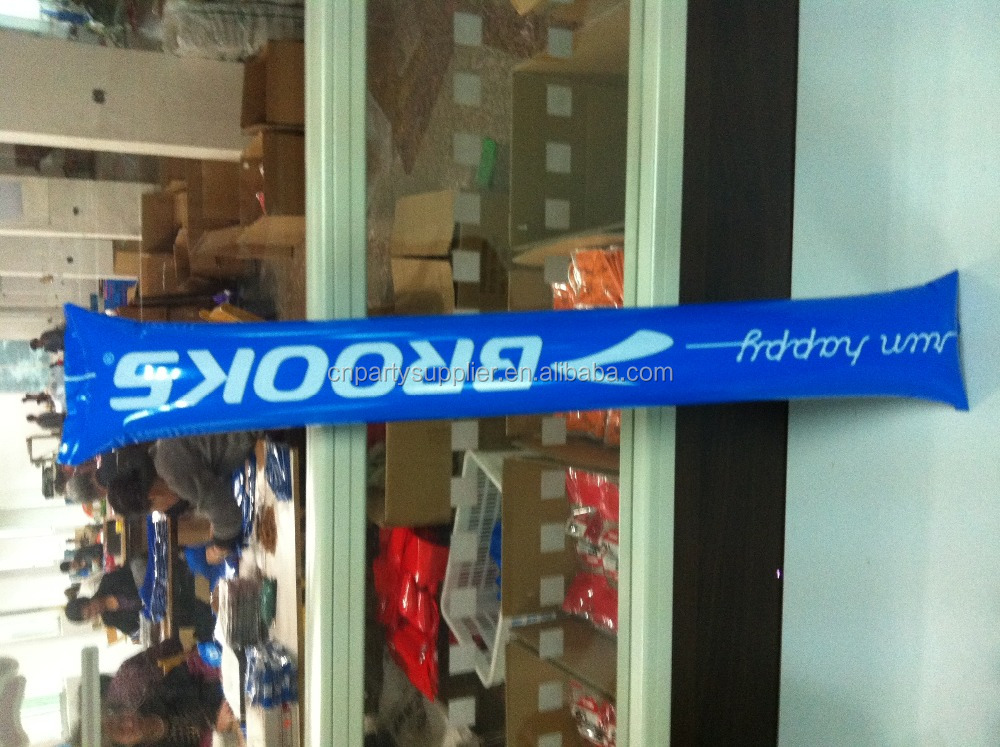 BROOKS
run happy
cnpartysupplier.en.alibaba.com